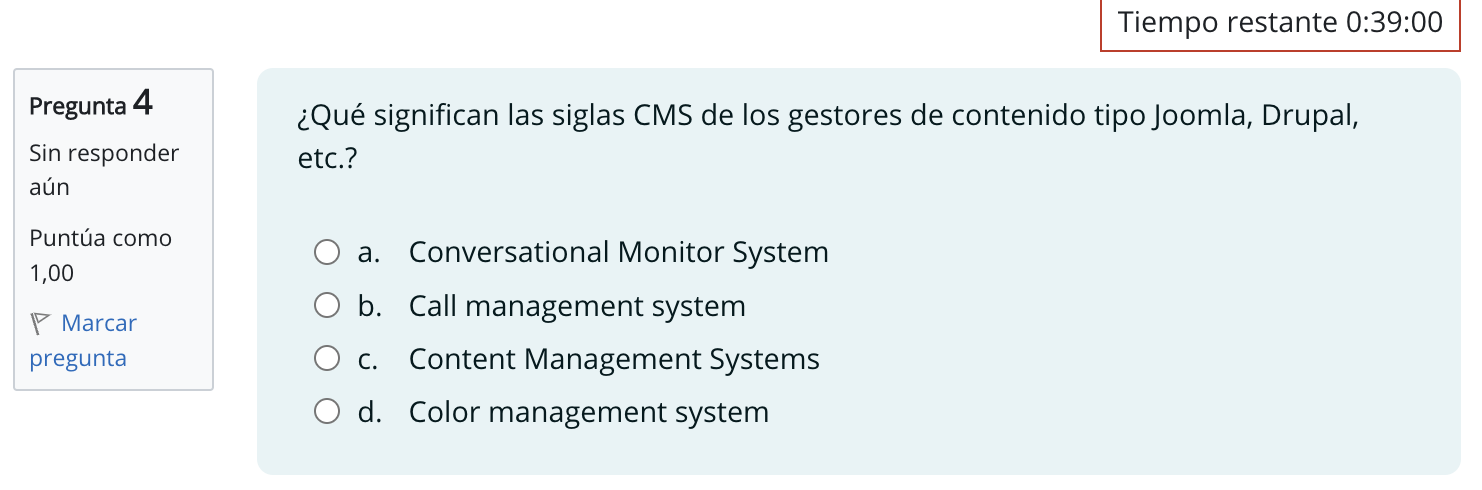 Tiempo restante 0:39:00
Pregunta 4
Sin responder
aún
Puntúa como
1,00
Marcar
pregunta
¿Qué significan las siglas CMS de los gestores de contenido tipo Joomla, Drupal,
etc.?
a. Conversational Monitor System
b. Call management system
c. Content Management Systems
d. Color management system